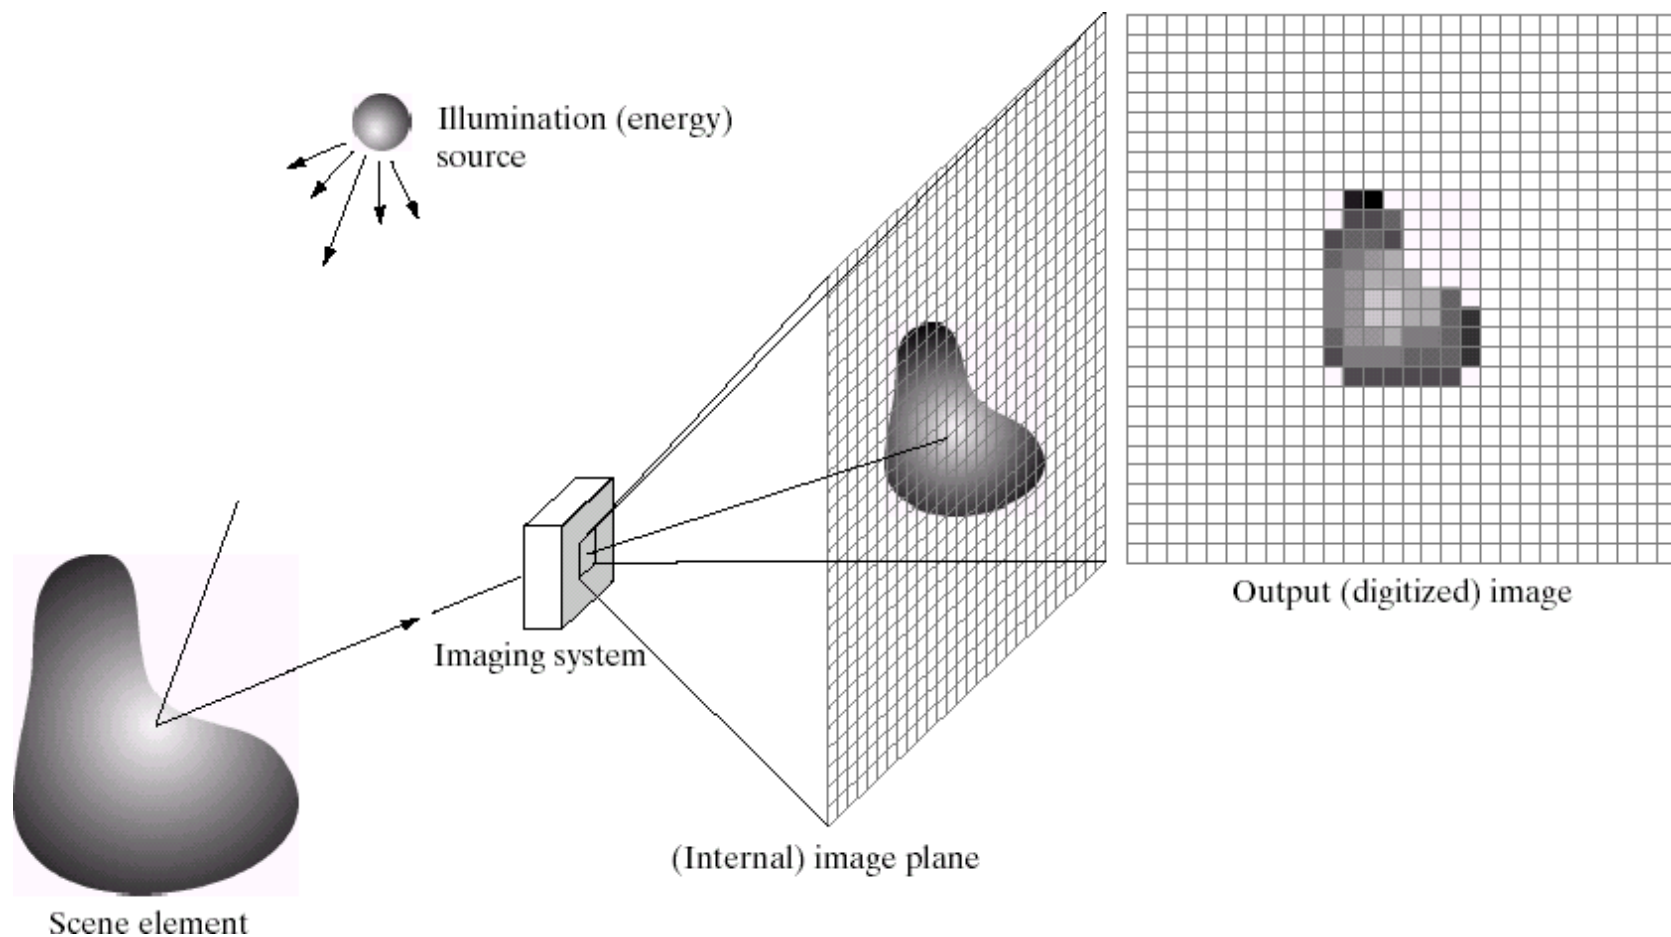 Illumination (energy)
source
Output (digitized) image
Imaging system
(Internal) image plane
Scene element